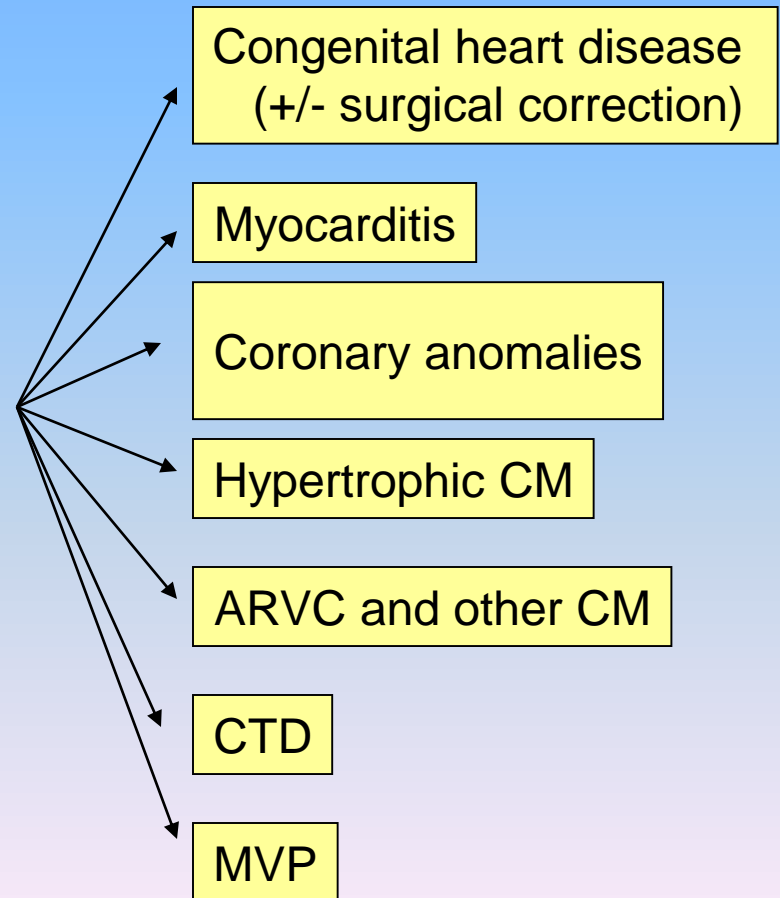 Congenital heart disease
(+/- surgical correction)
Myocarditis
Coronary anomalies
Hypertrophic CM
ARVC and other CM
CTD
MVP